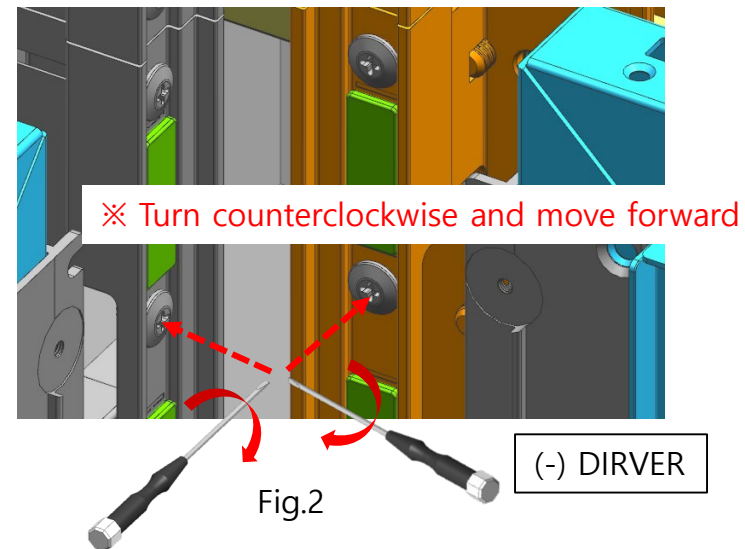 ※ Turn counterclockwise and move forward
(-) DIRVER
Fig.2